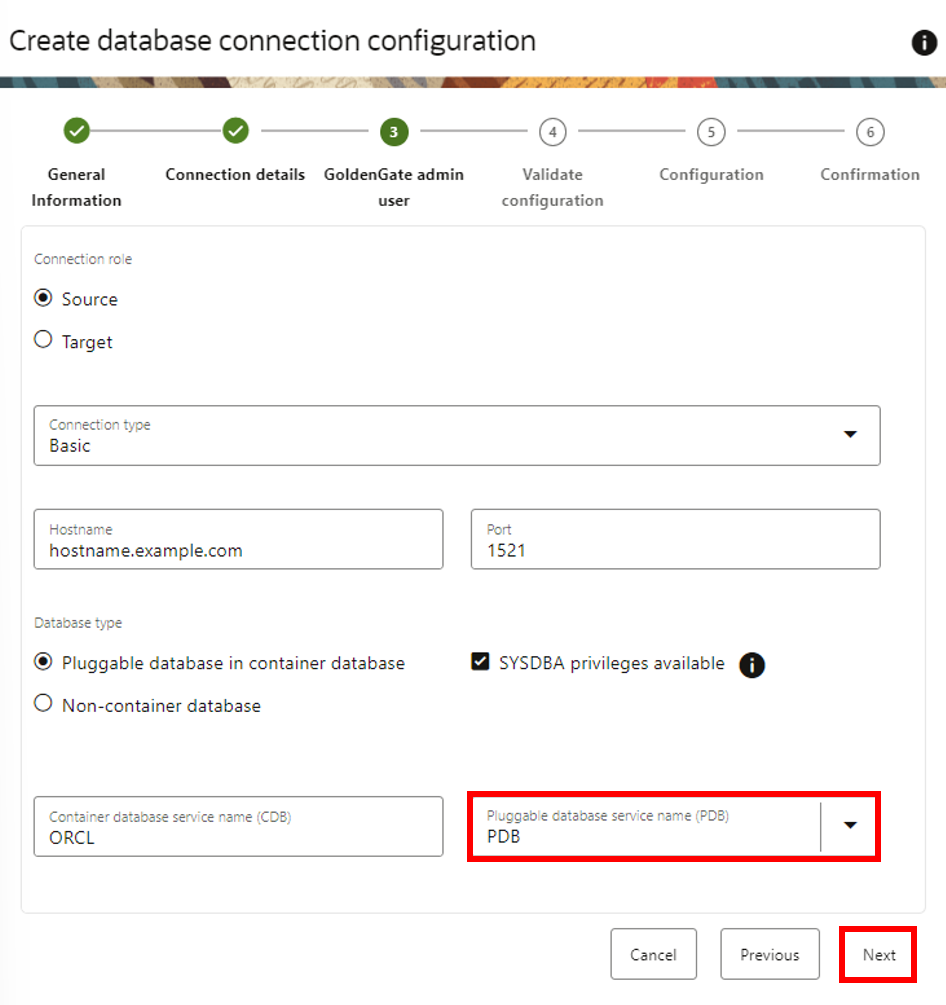 Create database connection configuration
i
3
4
5
6
General
Information
Connection details
GoldenGate admin
user
Validate
configuration
Configuration
Confirmation
Connection role
Source
Target
Connection type
Basic
Hostname
hostname.example.com
Port
1521
Database type
Pluggable database in container database
SYSDBA privileges available
i
Non-container database
Container database service name (CDB)
ORCL
Pluggable database service name (PDB)
PDB
Cancel
Previous
Next